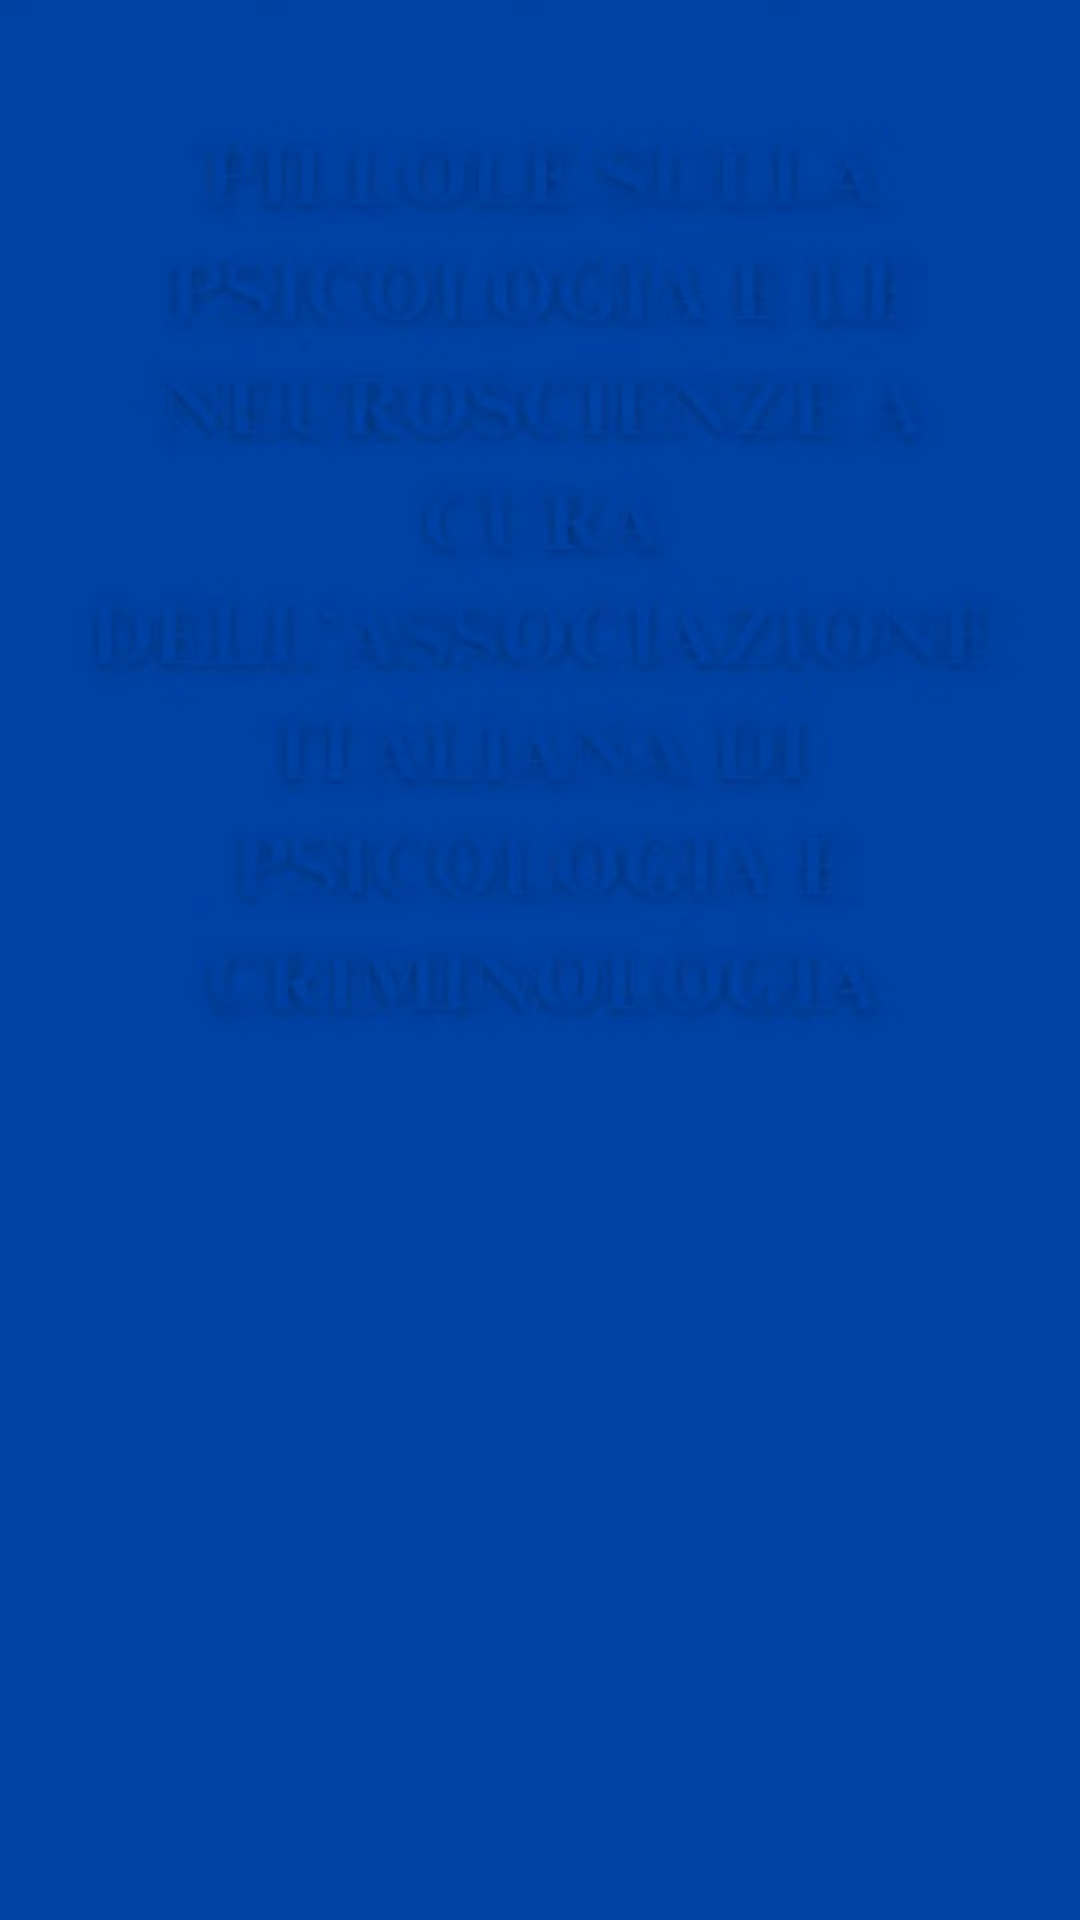 PILLOLE SULLA
PSICOLOGIA E LE
NEUROSCIENZE A
CURA
DELL'ASSOCIAZIONE
ITALIANA DI
PSICOLOGIA E
CRIMINOLOGIA